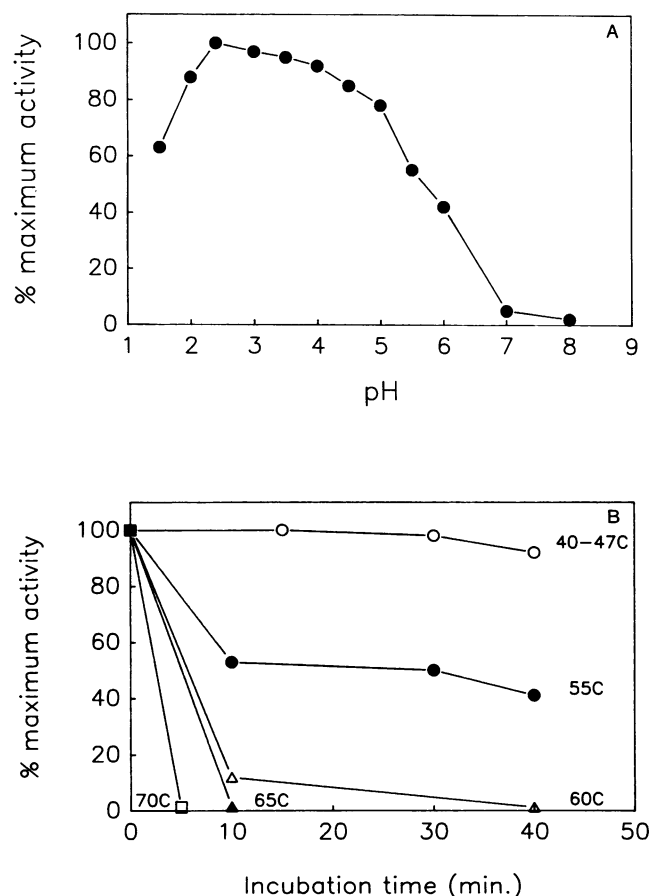 A
% maximum activity
100
80
60
40
20
0
1 2 3 4 5 6 7 8 9
pH
B
% maximum activity
100
80
60
40
20
0
40-47C
55C
70C 65C 60C
0 10 20 30 40 50
Incubation time (min.)